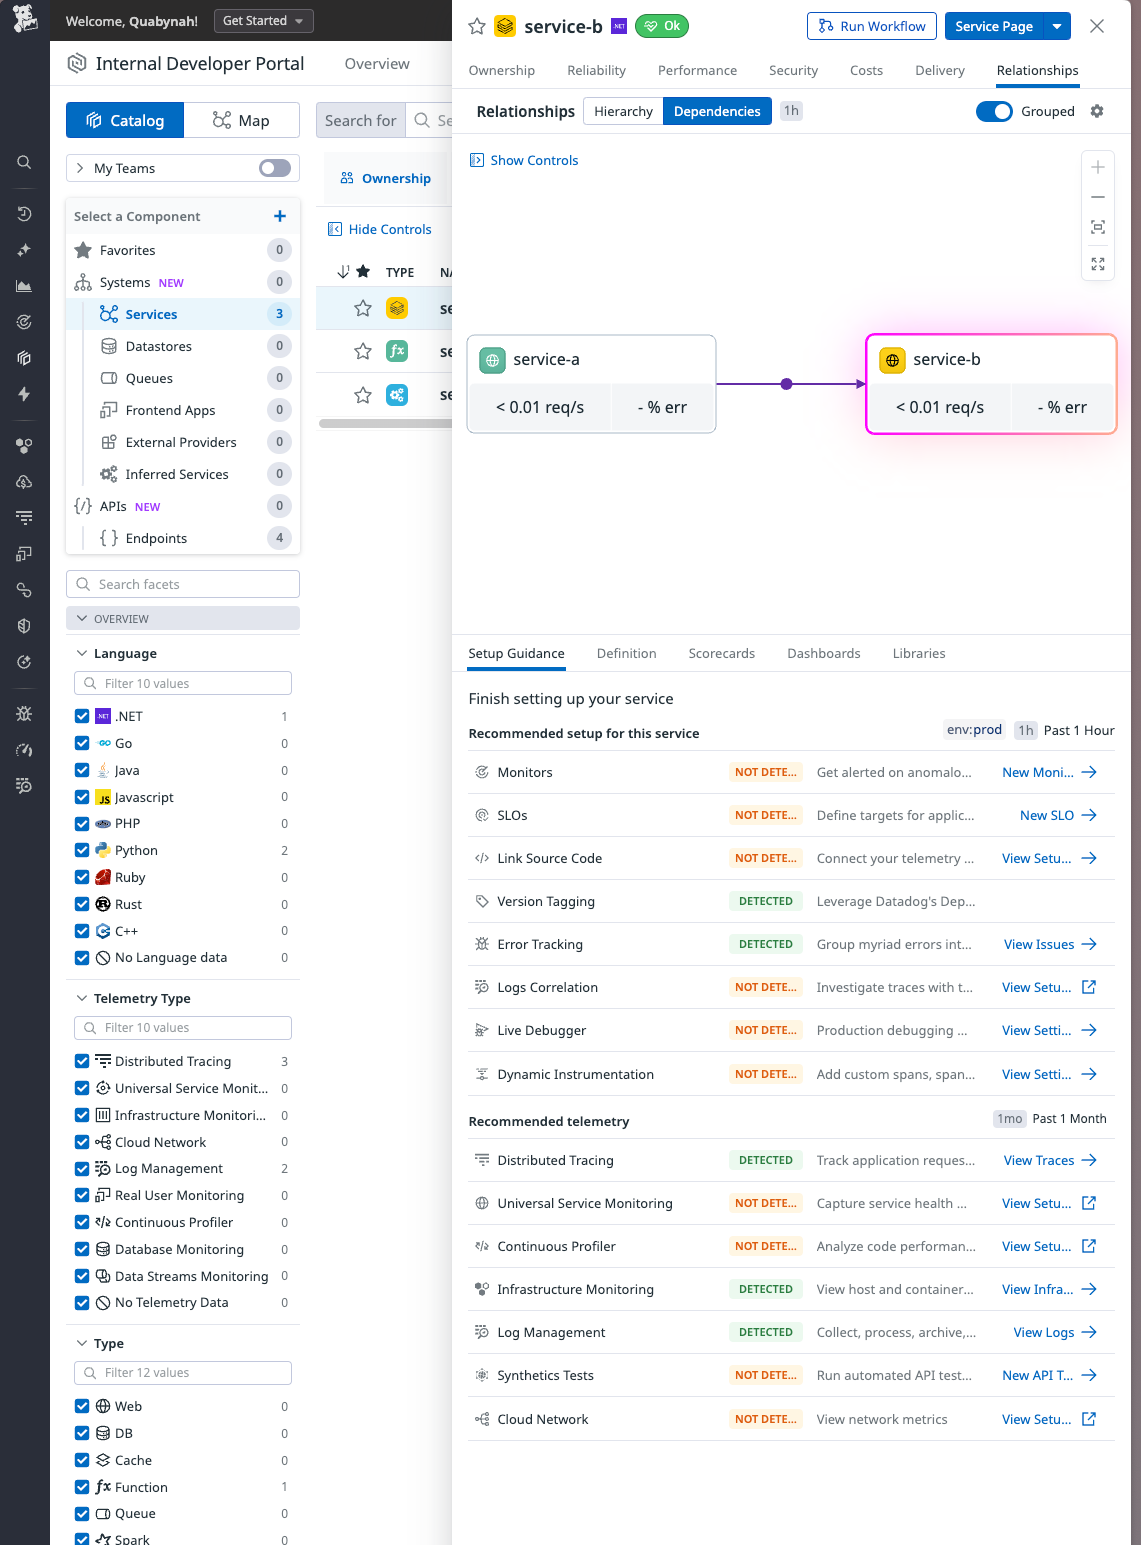 Welcome, Quabynah!
Get Started
Internal Developer Portal
Overview
Catalog
Map
My Teams
Select a Component
Favorites 0
Systems NEW 0
Services 3
Datastores 0
Queues 0
Frontend Apps 0
External Providers 0
Inferred Services 0
APIs NEW 0
Endpoints 4
Search facets
OVERVIEW
Language
Filter 10 values
.NET 1
Go 0
Java 0
JS Javascript 0
PHP 0
Python 2
Ruby 0
Rust 0
C++ 0
No Language data 0
Telemetry Type
Filter 10 values
Distributed Tracing 3
Universal Service Monit... 0
Infrastructure Monitori... 0
Cloud Network 0
Log Management 2
Real User Monitoring 0
Continuous Profiler 0
Database Monitoring 0
Data Streams Monitoring 0
No Telemetry Data 0
Type
Filter 12 values
Web 0
DB 0
Cache 0
Function 1
Queue 0
Spark 0
Search for
Se
Ownership
Hide Controls
TYPE
se
se
se
service-b
Ok
Run Workflow
Service Page
Ownership
Reliability
Performance
Security
Costs
Delivery
Relationships
Relationships
Hierarchy
Dependencies
1h
Grouped
Show Controls
service-a
< 0.01 req/s
- % err
service-b
< 0.01 req/s
- % err
Setup Guidance
Definition
Scorecards
Dashboards
Libraries
Finish setting up your service
Recommended setup for this service
env:prod 1h Past 1 Hour
Monitors NOT DETE... Get alerted on anomalo... New Moni...
SLOs NOT DETE... Define targets for applic... New SLO
Link Source Code NOT DETE... Connect your telemetry ... View Setu...
Version Tagging DETECTED Leverage Datadog's Dep...
Error Tracking DETECTED Group myriad errors int... View Issues
Logs Correlation NOT DETE... Investigate traces with t... View Setu...
Live Debugger NOT DETE... Production debugging ... View Setti...
Dynamic Instrumentation NOT DETE... Add custom spans, span... View Setti...
Recommended telemetry
1mo Past 1 Month
Distributed Tracing DETECTED Track application reques... View Traces
Universal Service Monitoring NOT DETE... Capture service health ... View Setu...
Continuous Profiler NOT DETE... Analyze code performan... View Setu...
Infrastructure Monitoring DETECTED View host and container... View Infra...
Log Management DETECTED Collect, process, archive,... View Logs
Synthetics Tests NOT DETE... Run automated API test... New API T...
Cloud Network NOT DETE... View network metrics View Setu...